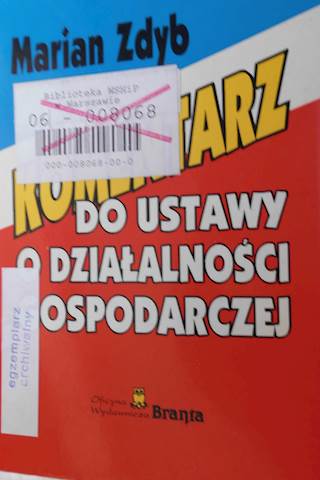 Marian Zdyb
Biblioteka WSHiP
w Warszawie
06 - 008068
000-008068-00-0
KOMENTARZ
DO USTAWY
O DZIAŁALNOŚCI
GOSPODARCZEJ
egzemplarz
archiwalny
Oficyna
Wydawnicza Branta